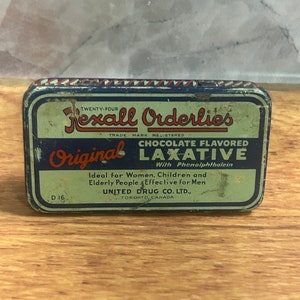 TWENTY-FOUR
Rexall Orderlies
TRADE MARK REGISTERED
Original
CHOCOLATE FLAVORED
LAXATIVE
With Phenolphthalein
Ideal for Women, Children and
Elderly People Effective for Men
UNITED DRUG CO. LTD.,
D 16
TORONTO, CANADA